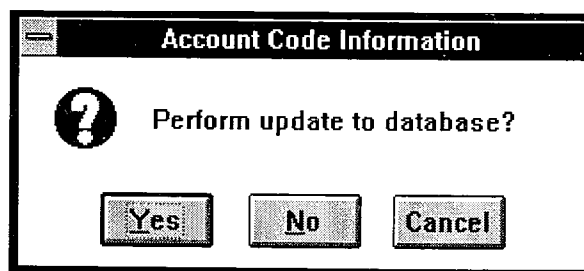 Account Code Information
Perform update to database?
Yes No Cancel